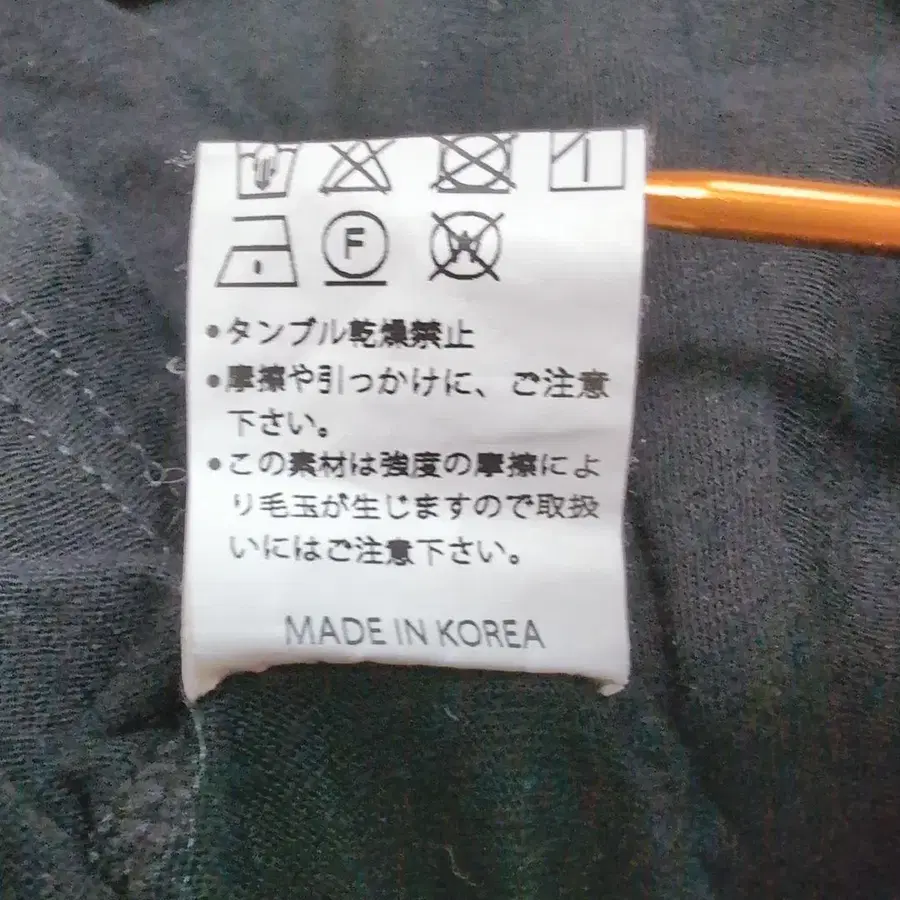 F
W
•タンブル乾燥禁止
•摩擦や引っかけに、ご注意
下さい。
•この素材は強度の摩擦によ
り毛玉が生じますので取扱
いにはご注意下さい。
MADE IN KOREA